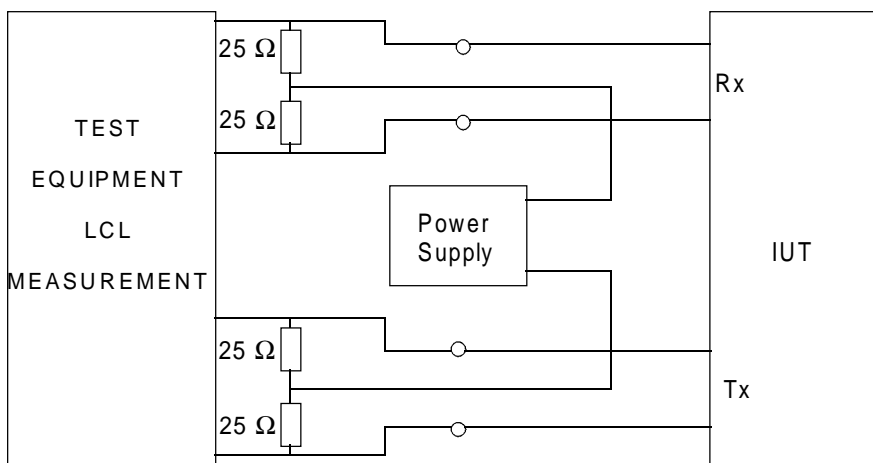 25 Ω
25 Ω
Rx
TEST
EQUIPMENT
LCL
MEASUREMENT
Power
Supply
IUT
25 Ω
25 Ω
Tx